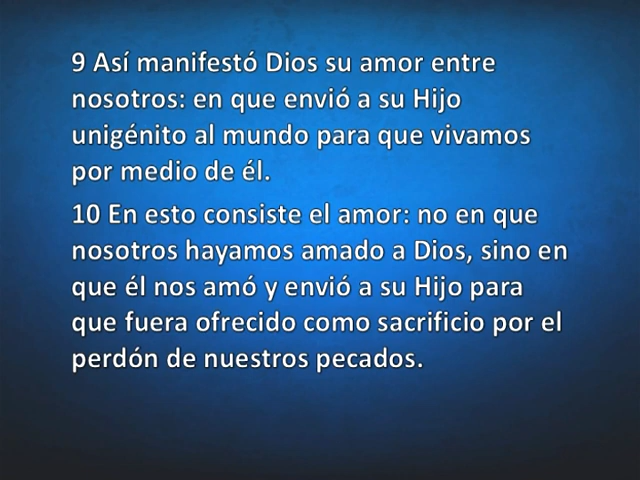 9 Así manifestó Dios su amor entre
nosotros: en que envió a su Hijo
unigénito al mundo para que vivamos
por medio de él.
10 En esto consiste el amor: no en que
nosotros hayamos amado a Dios, sino en
que él nos amó y envió a su Hijo para
que fuera ofrecido como sacrificio por el
perdón de nuestros pecados.